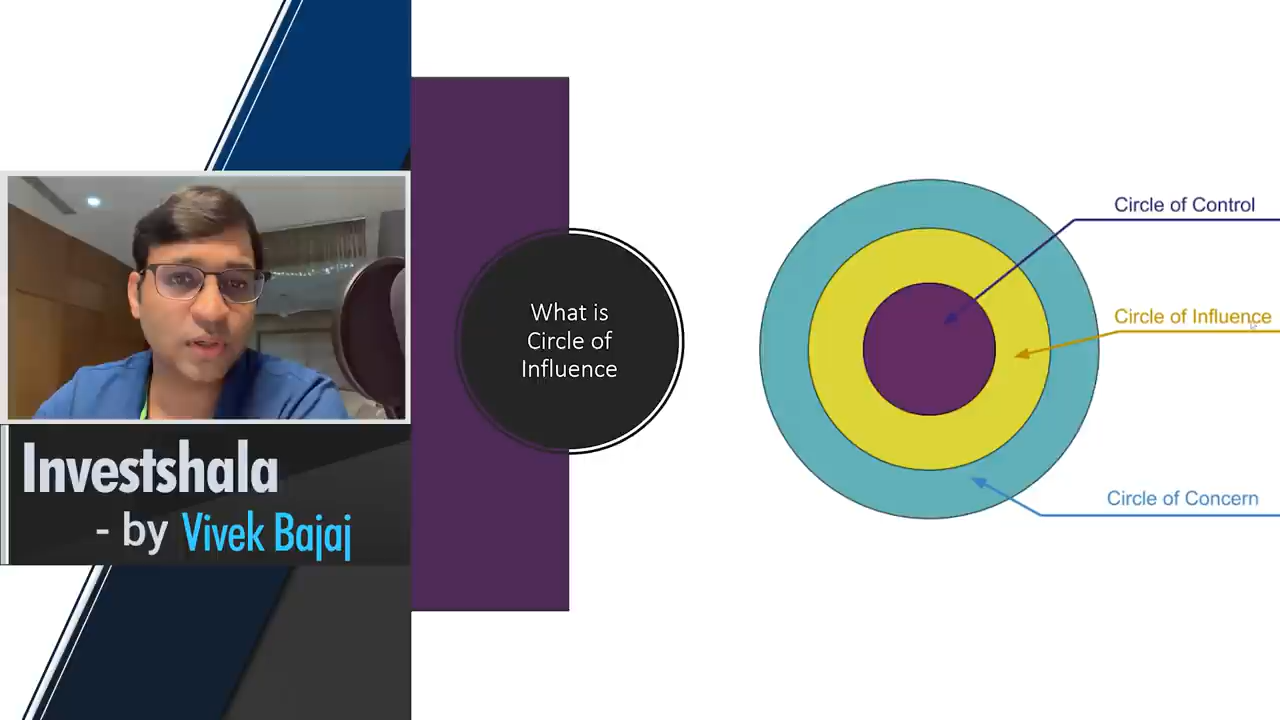 Investshala
- by Vivek Bajaj
What is
Circle of
Influence
Circle of Control
Circle of Influence
Circle of Concern